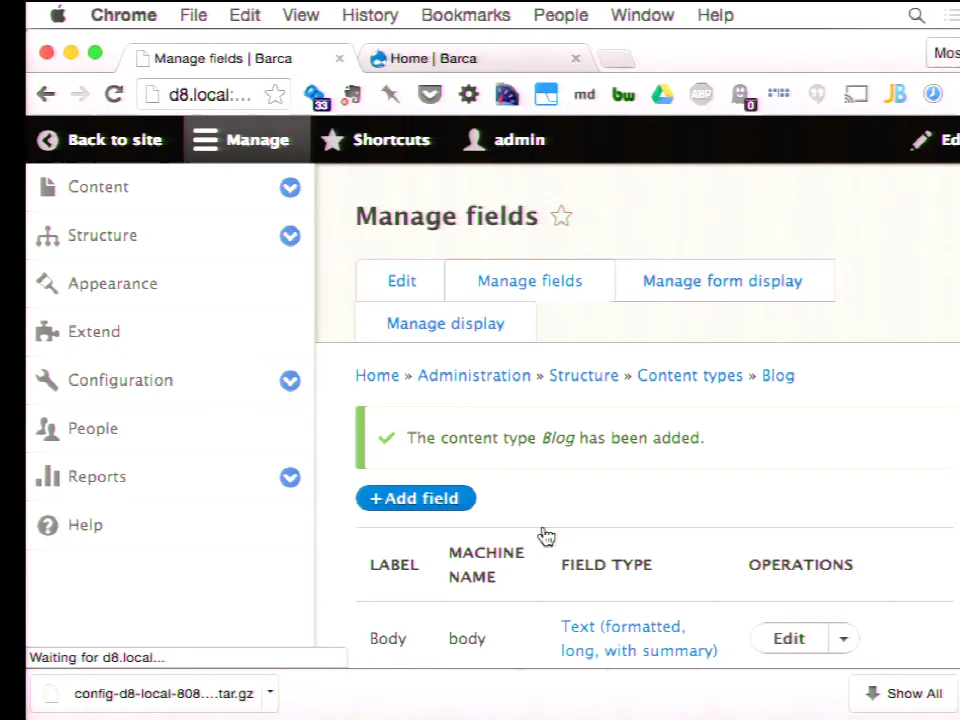 Chrome File Edit View History Bookmarks People Window Help
Manage fields | Barca
Home | Barca
Mos
d8.local:...
33
md
bw
ABP
0
JB
Back to site
Manage
Shortcuts
admin
Ed
Content
Structure
Appearance
Extend
Configuration
People
Reports
Help
Manage fields
Edit
Manage fields
Manage form display
Manage display
Home » Administration » Structure » Content types » Blog
The content type Blog has been added.
+Add field
LABEL
MACHINE
NAME
FIELD TYPE
OPERATIONS
Body
body
Text (formatted,
long, with summary)
Edit
Waiting for d8.local...
config-d8-local-808....tar.gz
Show All